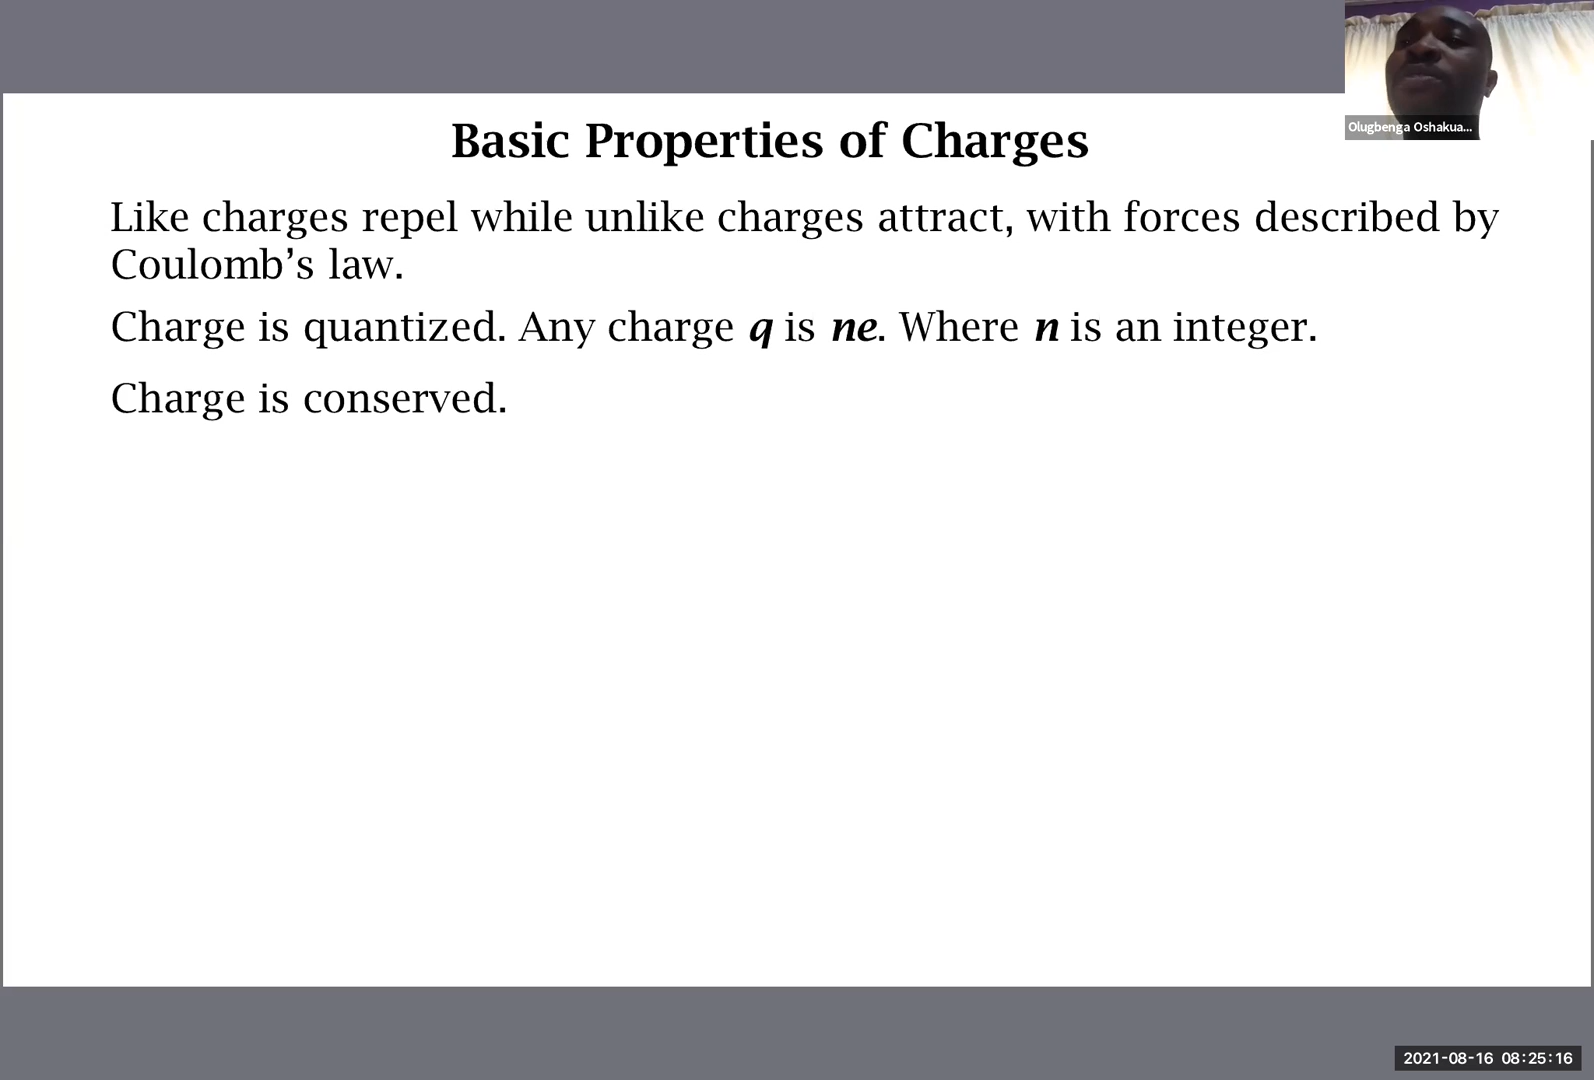 Olugbenga Oshakua...
Basic Properties of Charges
Like charges repel while unlike charges attract, with forces described by
Coulomb’s law.
Charge is quantized. Any charge q is ne. Where n is an integer.
Charge is conserved.
2021-08-16 08:25:16